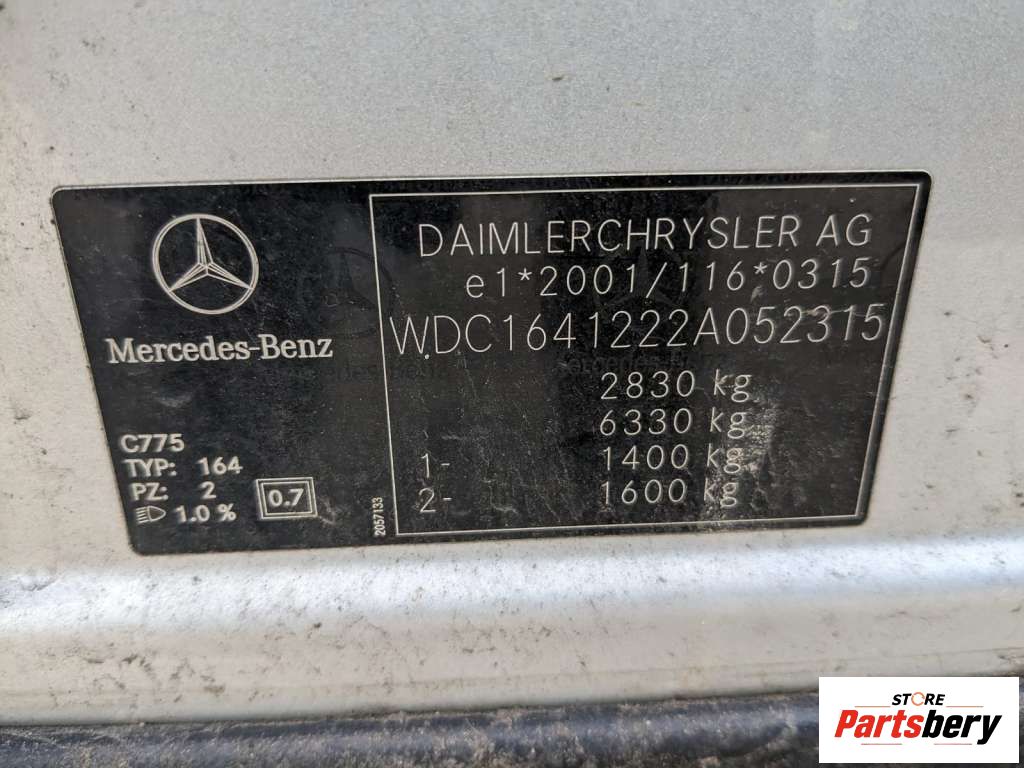 Mercedes-Benz
C775
TYP: 164
PZ: 2
1.0 %
0.7
2057133
DAIMLERCHRYSLER AG
e1*2001/116*0315
WDC1641222A052315
2830 kg
6330 kg
1- 1400 kg
2- 1600 kg
STORE
Partsbery